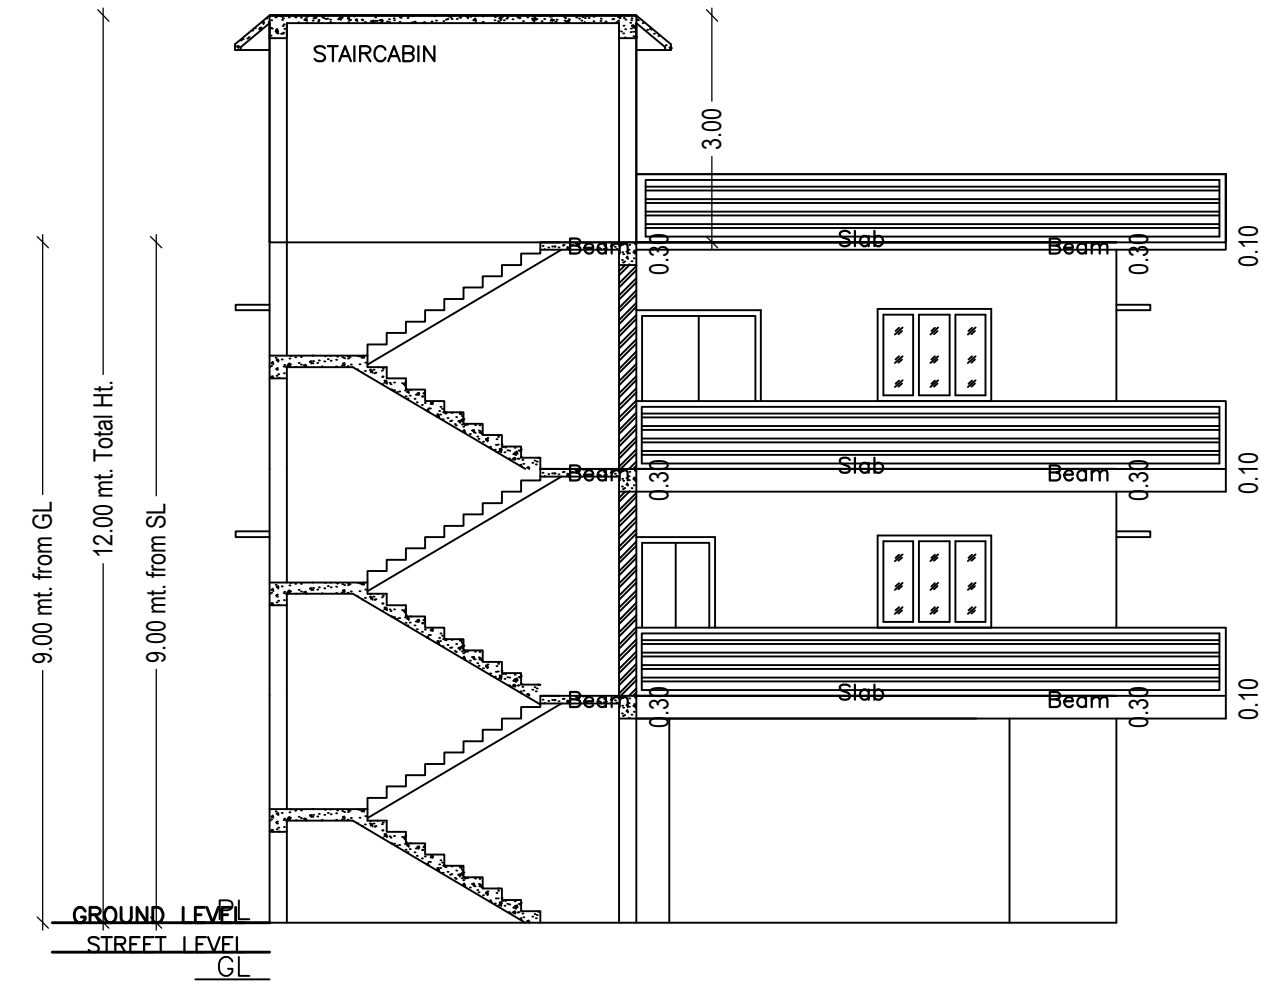 STAIRCABIN
3.00
Beam
0.30
Slab
Beam
0.30
0.10
12.00 mt. Total Ht.
Beam
0.30
Slab
Beam
0.30
0.10
9.00 mt. from GL
9.00 mt. from SL
Beam
0.30
Slab
Beam
0.30
0.10
GROUND LEVEL
PL
STREET LEVEL
GL